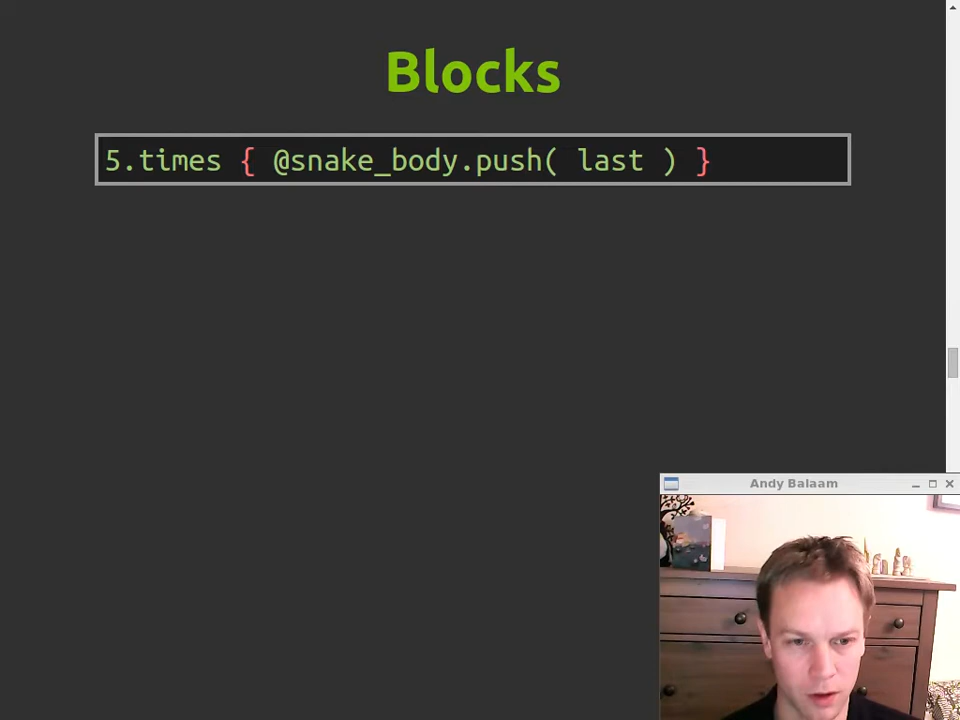 Blocks
5.times { @snake_body.push( last ) }
Andy Balaam